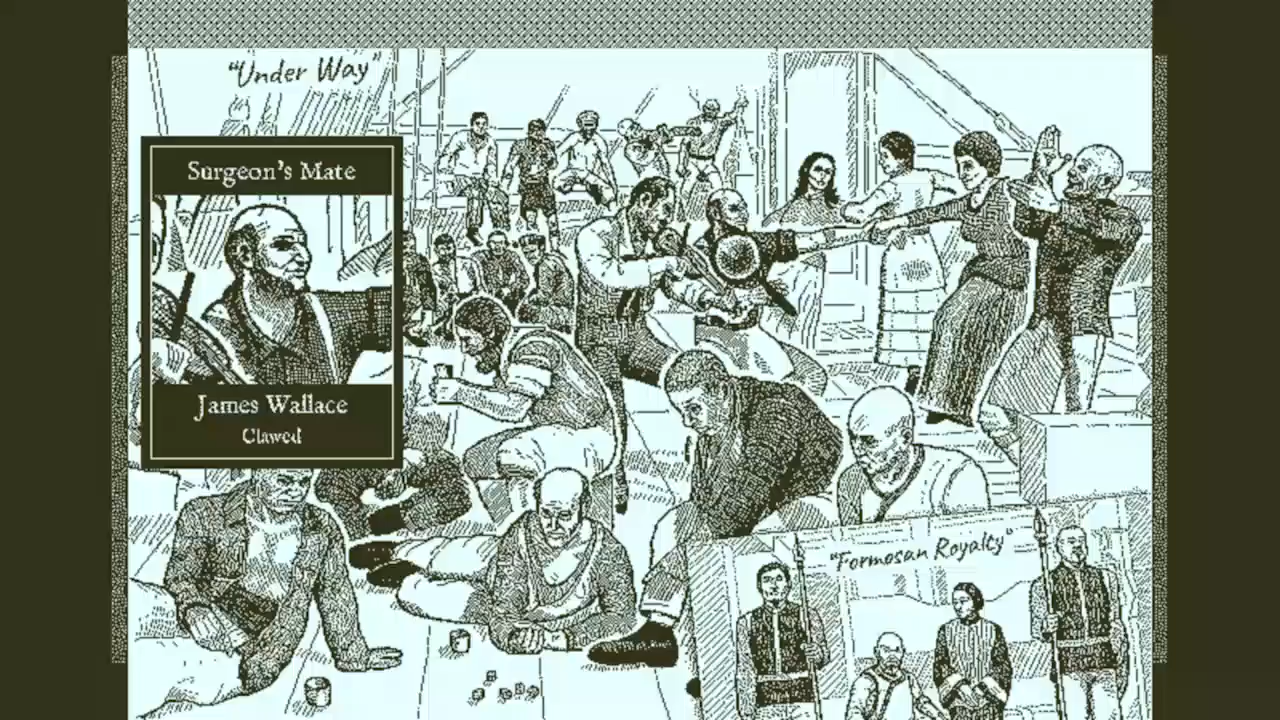 "Under Way"
Surgeon's Mate
James Wallace
Clawed
"Formosan Royalty"